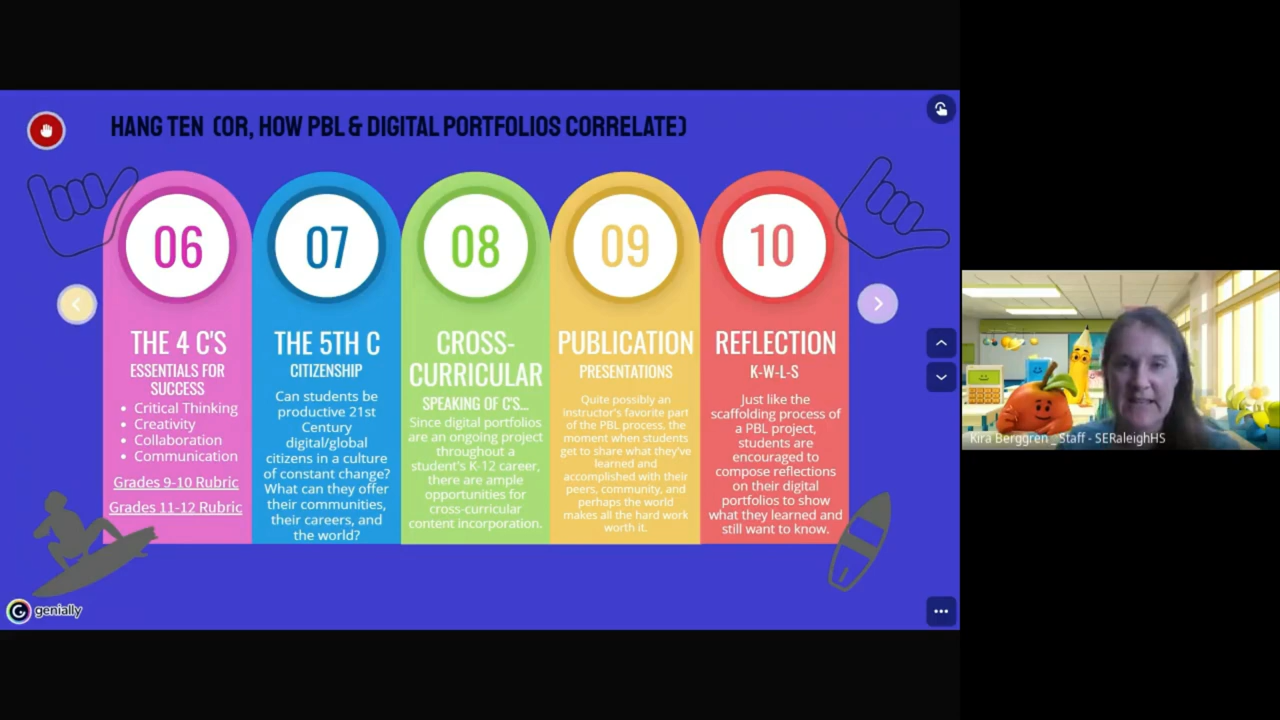 HANG TEN (OR, HOW PBL & DIGITAL PORTFOLIOS CORRELATE)
06
THE 4 C'S
ESSENTIALS FOR
SUCCESS
• Critical Thinking
• Creativity
• Collaboration
• Communication
Grades 9-10 Rubric
Grades 11-12 Rubric
07
THE 5TH C
CITIZENSHIP
Can students be
productive 21st
Century
digital/global
citizens in a culture
of constant change?
What can they offer
their communities,
their careers, and
the world?
08
CROSS-
CURRICULAR
SPEAKING OF C'S...
Since digital portfolios
are an ongoing project
throughout a
student's K-12 career,
there are ample
opportunities for
cross-curricular
content incorporation.
09
PUBLICATION
PRESENTATIONS
Quite possibly an
instructor's favorite part
of the PBL process, the
moment when students
get to share what they've
learned and
accomplished with their
peers, community, and
perhaps the world
makes all the hard work
worth it.
10
REFLECTION
K-W-L-S
Just like the
scaffolding process of
a PBL project,
students are
encouraged to
compose reflections
on their digital
portfolios to show
what they learned and
still want to know.
genially
Kira Berggren _ Staff - SERaleighHS